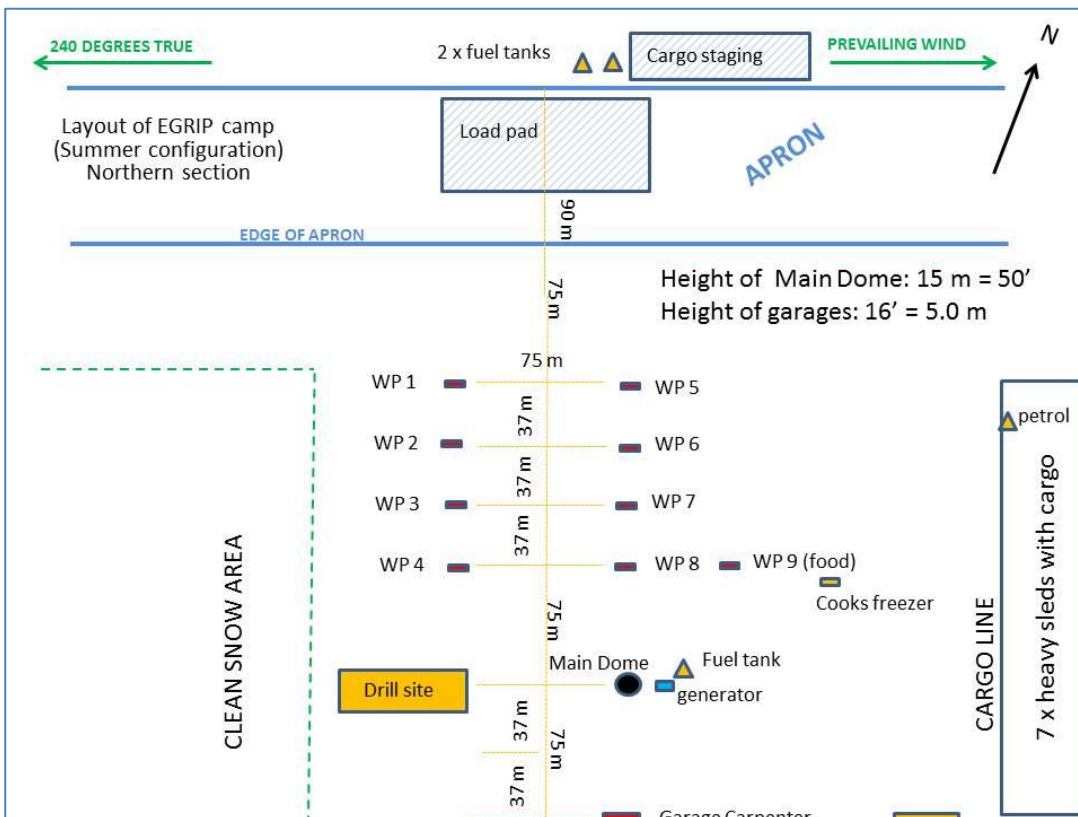 240 DEGREES TRUE
2 x fuel tanks
Cargo staging
PREVAILING WIND
N
Layout of EGRIP camp
(Summer configuration)
Northern section
Load pad
APRON
90 m
EDGE OF APRON
75 m
Height of Main Dome: 15 m = 50’
Height of garages: 16’ = 5.0 m
75 m
WP 1
WP 5
37 m
WP 2
WP 6
37 m
WP 3
WP 7
37 m
WP 4
WP 8
WP 9 (food)
Cooks freezer
petrol
7 x heavy sleds with cargo
CARGO LINE
CLEAN SNOW AREA
75 m
Main Dome
Fuel tank
generator
Drill site
37 m
75 m
37 m
Garage Carpenter